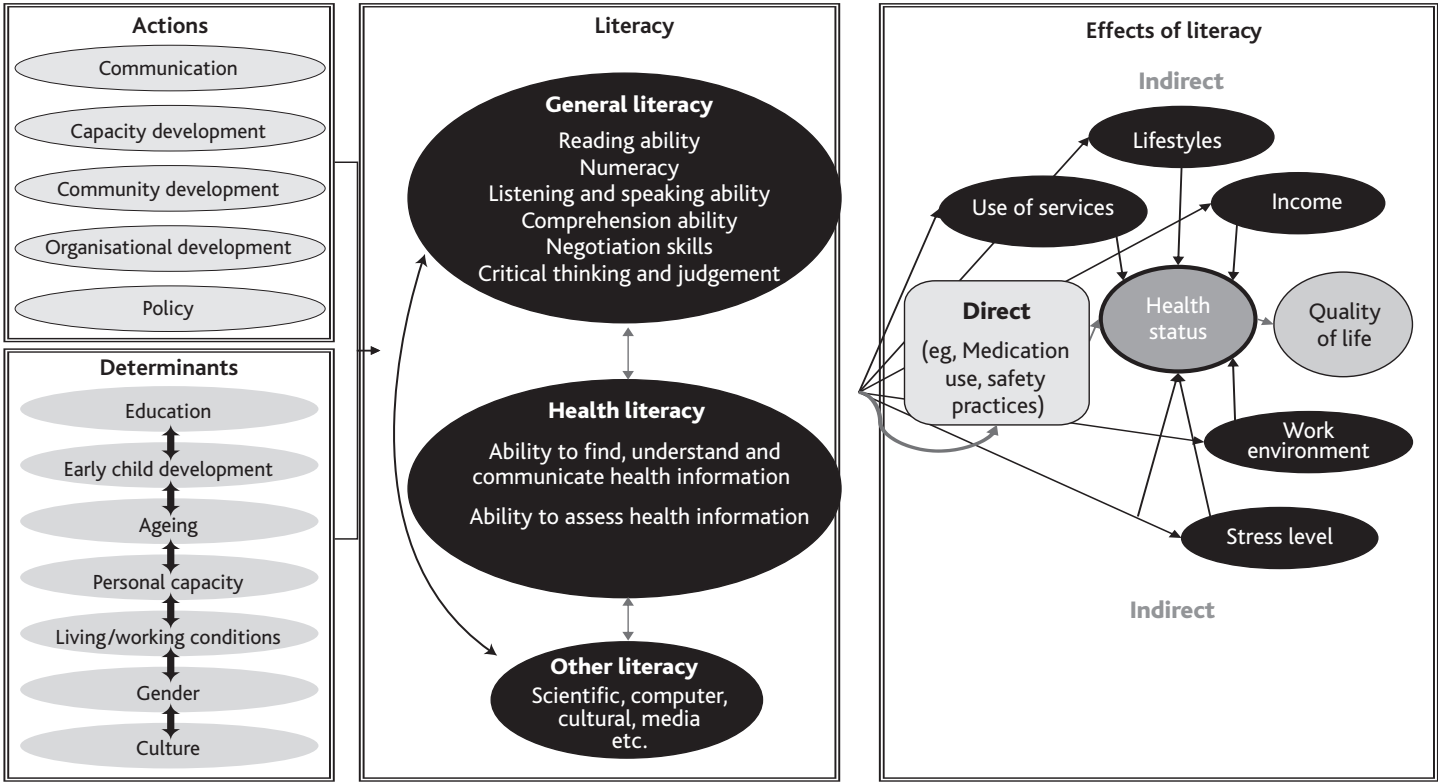 Actions
Communication
Capacity development
Community development
Organisational development
Policy
Determinants
Education
Early child development
Ageing
Personal capacity
Living/working conditions
Gender
Culture
Literacy
General literacy
Reading ability
Numeracy
Listening and speaking ability
Comprehension ability
Negotiation skills
Critical thinking and judgement
Health literacy
Ability to find, understand and
communicate health information
Ability to assess health information
Other literacy
Scientific, computer,
cultural, media
etc.
Effects of literacy
Indirect
Lifestyles
Use of services
Income
Direct
(eg, Medication
use, safety
practices)
Health
status
Quality
of life
Work
environment
Stress level
Indirect